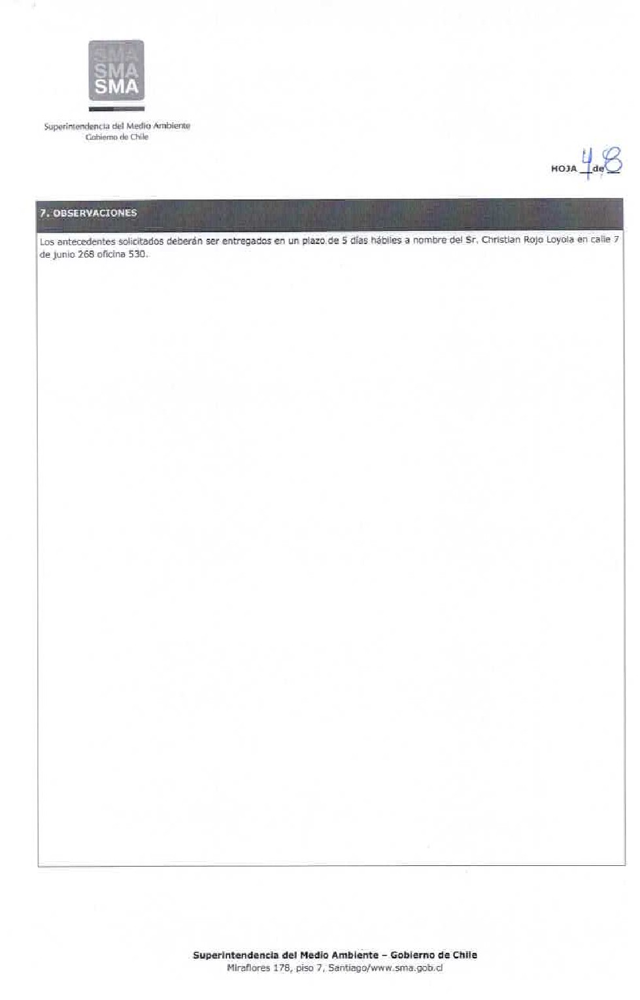 SMA
SMA
SMA
Superintendencia del Medio Ambiente
Gobierno de Chile
HOJA 4 de 8
7. OBSERVACIONES
Los antecedentes solicitados deberán ser entregados en un plazo de 5 días hábiles a nombre del Sr. Christian Rojo Loyola en calle 7
de junio 268 oficina 530.
Superintendencia del Medio Ambiente – Gobierno de Chile
Miraflores 178, piso 7, Santiago/www.sma.gob.cl